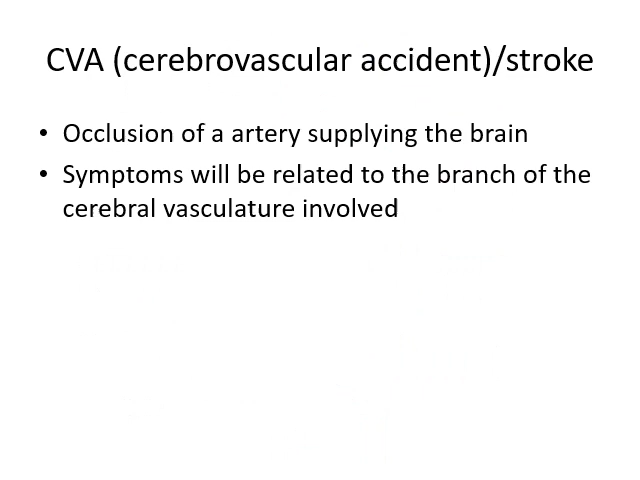 CVA (cerebrovascular accident)/stroke
• Occlusion of a artery supplying the brain
• Symptoms will be related to the branch of the
cerebral vasculature involved